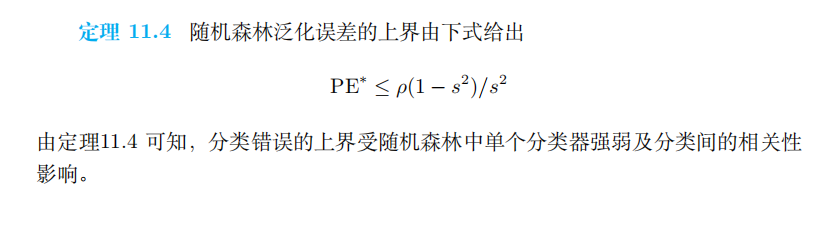 定理 11.4 随机森林泛化误差的上界由下式给出
PE* ≤ ρ(1 − s²)/s²
由定理11.4 可知，分类错误的上界受随机森林中单个分类器强弱及分类间的相关性
影响。